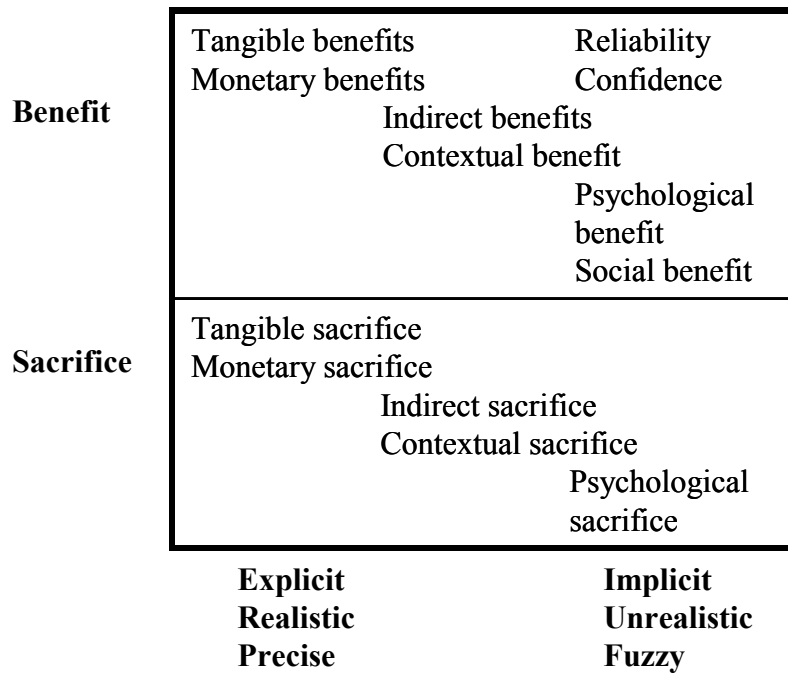 Tangible benefits Reliability
Monetary benefits Confidence
Benefit
Indirect benefits
Contextual benefit
Psychological
benefit
Social benefit
Tangible sacrifice
Sacrifice
Monetary sacrifice
Indirect sacrifice
Contextual sacrifice
Psychological
sacrifice
Explicit Implicit
Realistic Unrealistic
Precise Fuzzy